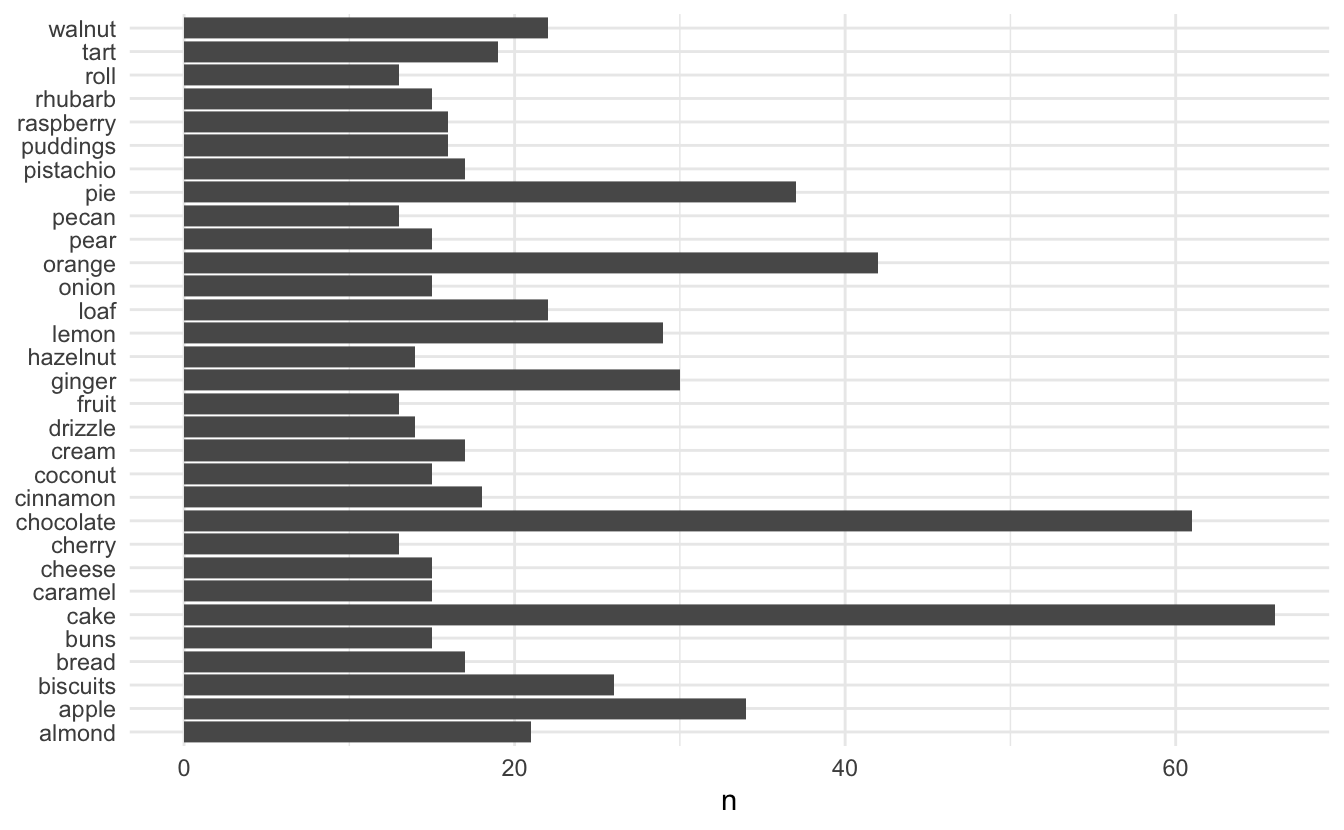 walnut
tart
roll
rhubarb
raspberry
puddings
pistachio
pie
pecan
pear
orange
onion
loaf
lemon
hazelnut
ginger
fruit
drizzle
cream
coconut
cinnamon
chocolate
cherry
cheese
caramel
cake
buns
bread
biscuits
apple
almond
0 20 40 60
n